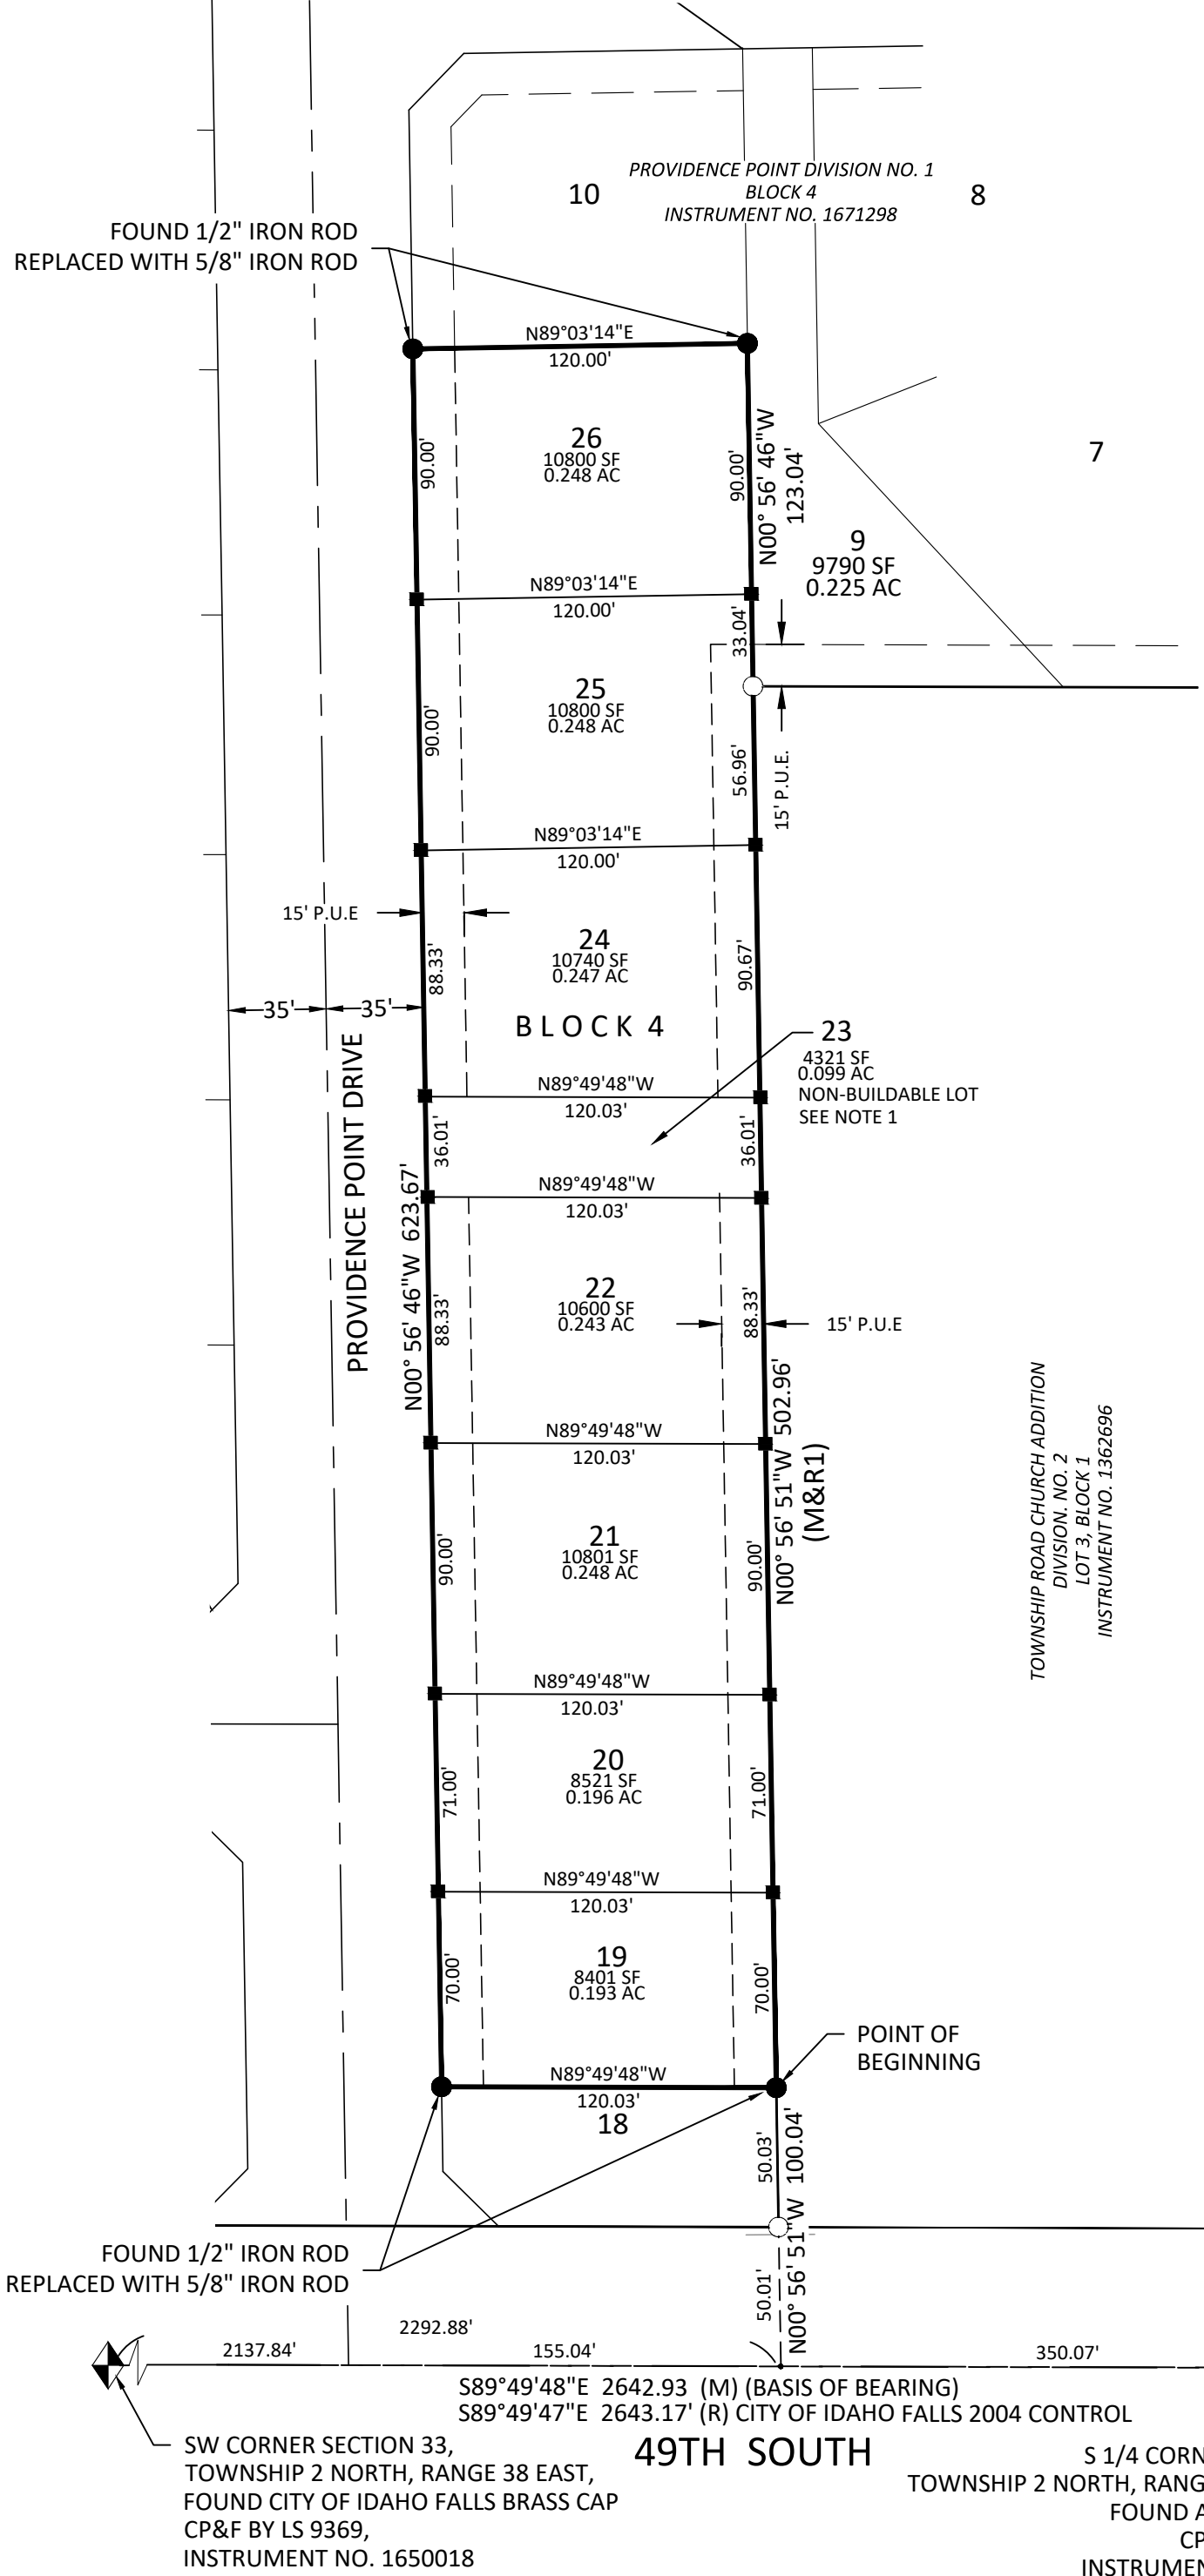 10
PROVIDENCE POINT DIVISION NO. 1
BLOCK 4
INSTRUMENT NO. 1671298
8
FOUND 1/2" IRON ROD
REPLACED WITH 5/8" IRON ROD
N89°03'14"E
120.00'
26
10800 SF
0.248 AC
90.00'
90.00'
N00° 56' 46"W
123.04'
7
9
9790 SF
0.225 AC
N89°03'14"E
120.00'
33.04'
25
10800 SF
0.248 AC
90.00'
56.96'
15' P.U.E.
N89°03'14"E
120.00'
15' P.U.E
24
10740 SF
0.247 AC
88.33'
90.67'
35'
35'
BLOCK 4
23
4321 SF
0.099 AC
NON-BUILDABLE LOT
SEE NOTE 1
N89°49'48"W
120.03'
36.01'
36.01'
PROVIDENCE POINT DRIVE
N00° 56' 46"W 623.67'
N89°49'48"W
120.03'
22
10600 SF
0.243 AC
88.33'
88.33'
15' P.U.E
N00° 56' 51"W 502.96'
(M&R1)
TOWNSHIP ROAD CHURCH ADDITION
DIVISION. NO. 2
LOT 3, BLOCK 1
INSTRUMENT NO. 1362696
N89°49'48"W
120.03'
21
10801 SF
0.248 AC
90.00'
90.00'
N89°49'48"W
120.03'
20
8521 SF
0.196 AC
71.00'
71.00'
N89°49'48"W
120.03'
19
8401 SF
0.193 AC
70.00'
70.00'
POINT OF
BEGINNING
N89°49'48"W
120.03'
18
50.03'
N00° 56' 51"W 100.04'
50.01'
FOUND 1/2" IRON ROD
REPLACED WITH 5/8" IRON ROD
2292.88'
2137.84'
155.04'
350.07'
S89°49'48"E 2642.93 (M) (BASIS OF BEARING)
S89°49'47"E 2643.17' (R) CITY OF IDAHO FALLS 2004 CONTROL
49TH SOUTH
SW CORNER SECTION 33,
TOWNSHIP 2 NORTH, RANGE 38 EAST,
FOUND CITY OF IDAHO FALLS BRASS CAP
CP&F BY LS 9369,
INSTRUMENT NO. 1650018
S 1/4 CORN
TOWNSHIP 2 NORTH, RANG
FOUND A
CP
INSTRUMEN